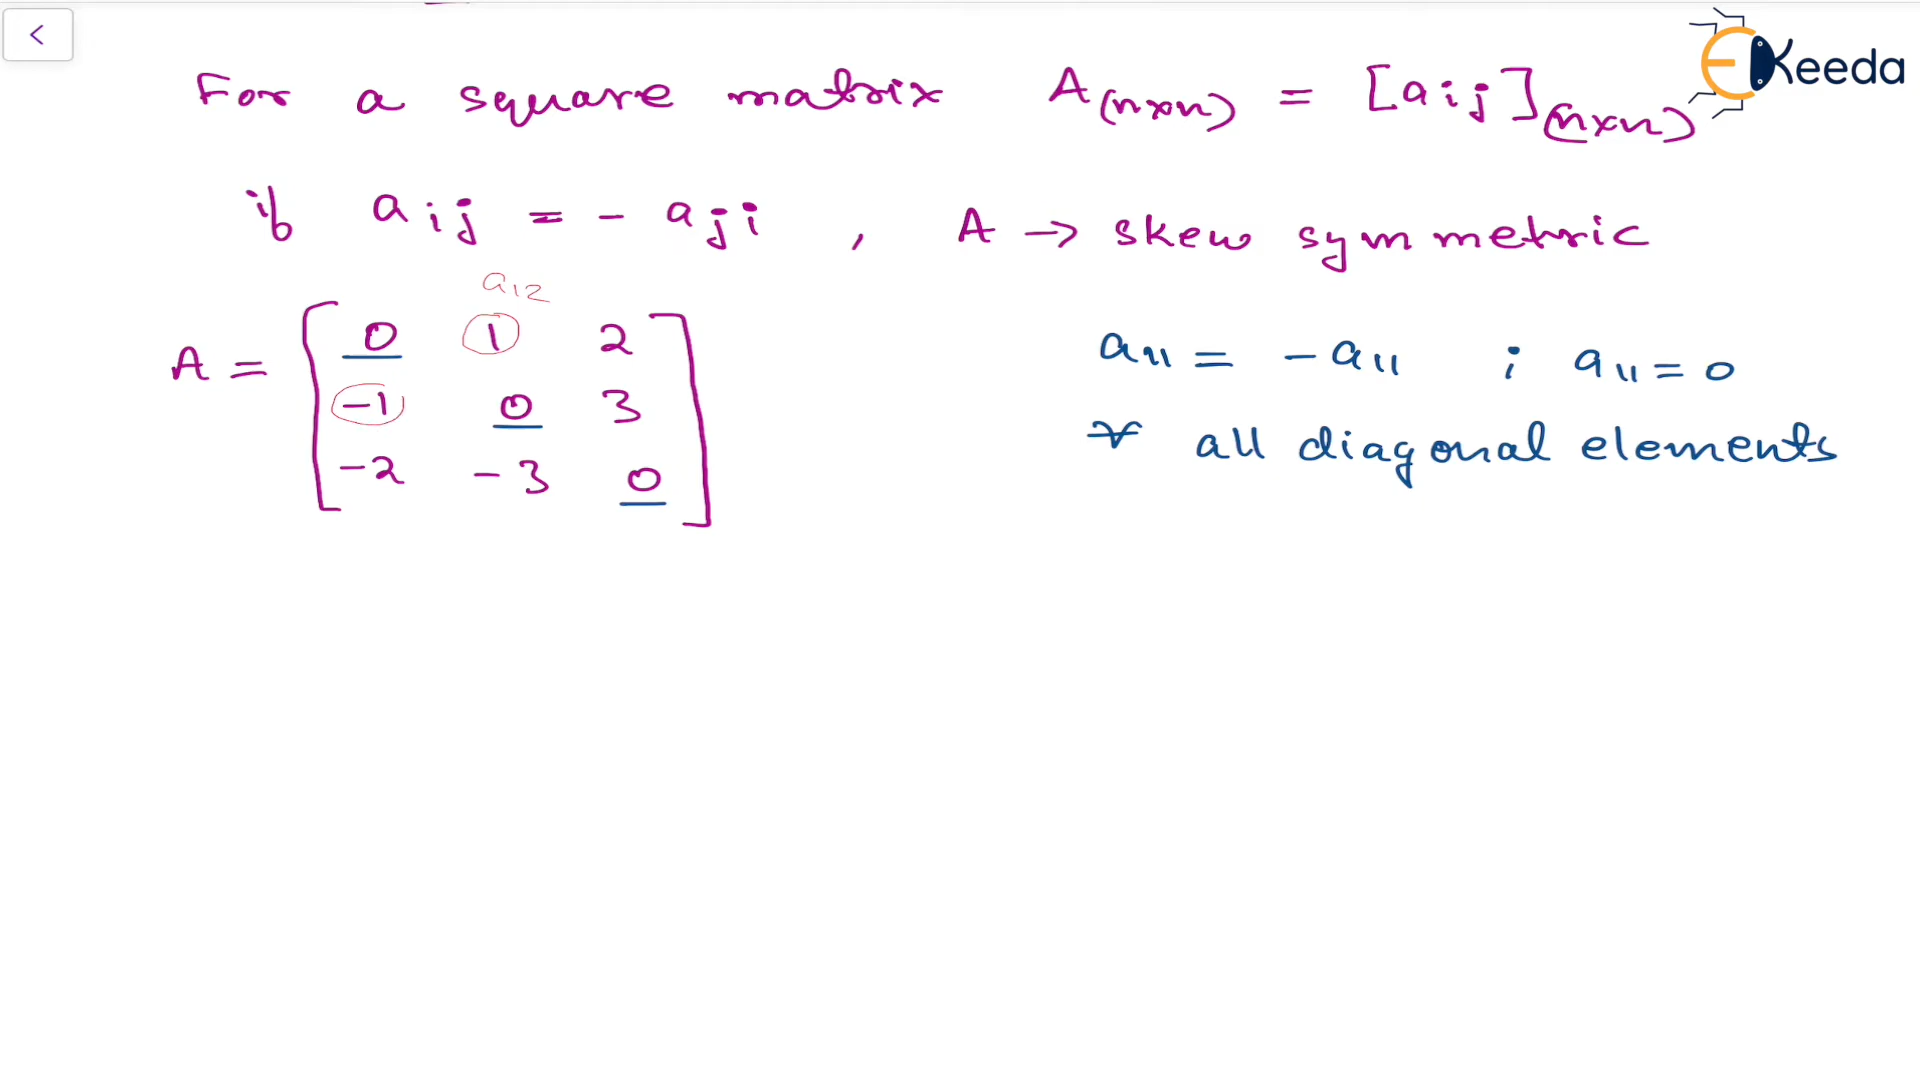 EKeeda
For a square matrix A(n×n) = [aij](n×n)
if aij = - aji , A → skew symmetric
a12
A = [ 0 1 2
-1 0 3
-2 -3 0 ]
a11 = - a11 ; a11 = 0
∀ all diagonal elements